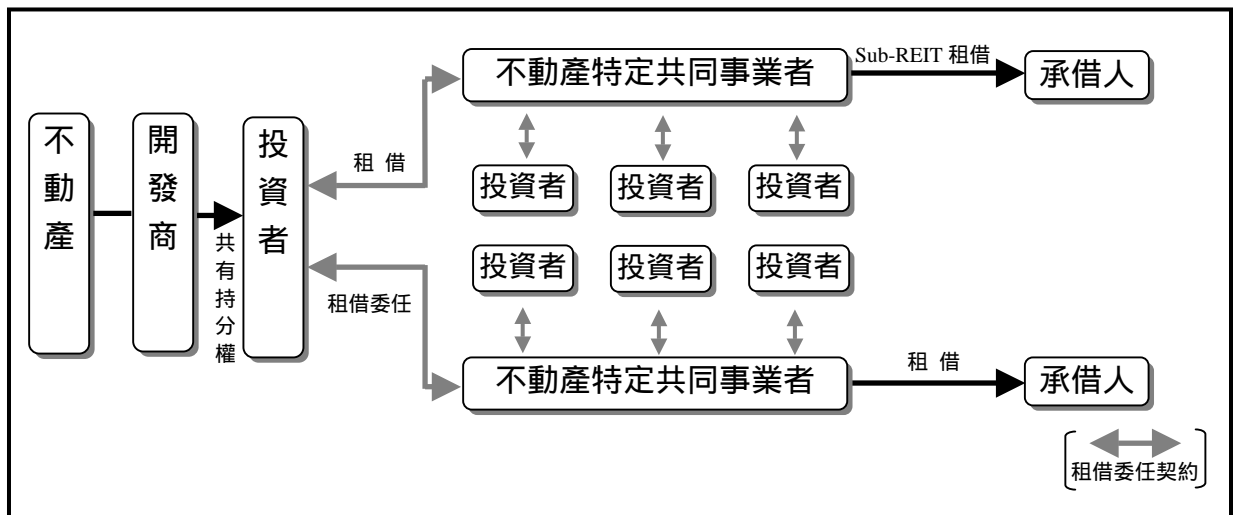 不動產
開發商
共有持分權
投資者
租 借
租借委任
不動產特定共同事業者
Sub-REIT 租借
承借人
投資者
投資者
投資者
投資者
投資者
投資者
不動產特定共同事業者
租 借
承借人
租借委任契約